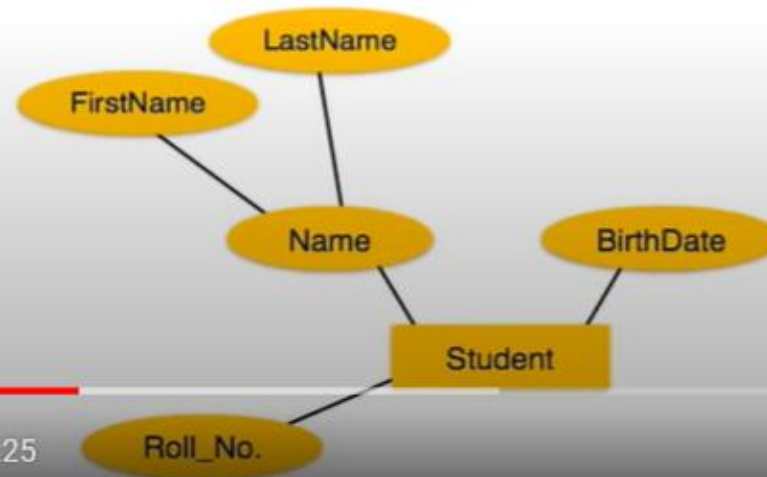 LastName
FirstName
Name
BirthDate
Student
Roll_No.
:25